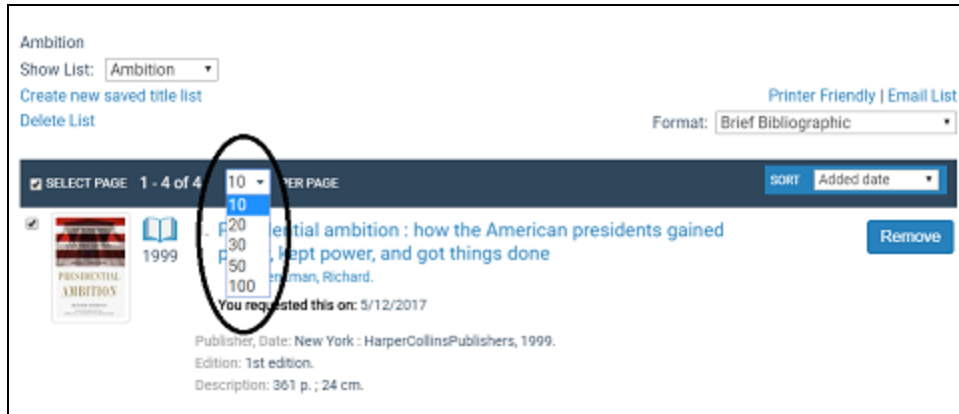 Ambition
Show List: Ambition
Create new saved title list
Printer Friendly | Email List
Delete List
Format: Brief Bibliographic
SELECT PAGE 1 - 4 of 4 10 PER PAGE SORT Added date
10
20
30
50
100
tial ambition : how the American presidents gained
kept power, and got things done
Remove
1999
PRESIDENTIAL
AMBITION
Richard.
You requested this on: 5/12/2017
Publisher, Date: New York : HarperCollinsPublishers, 1999.
Edition: 1st edition.
Description: 361 p. ; 24 cm.